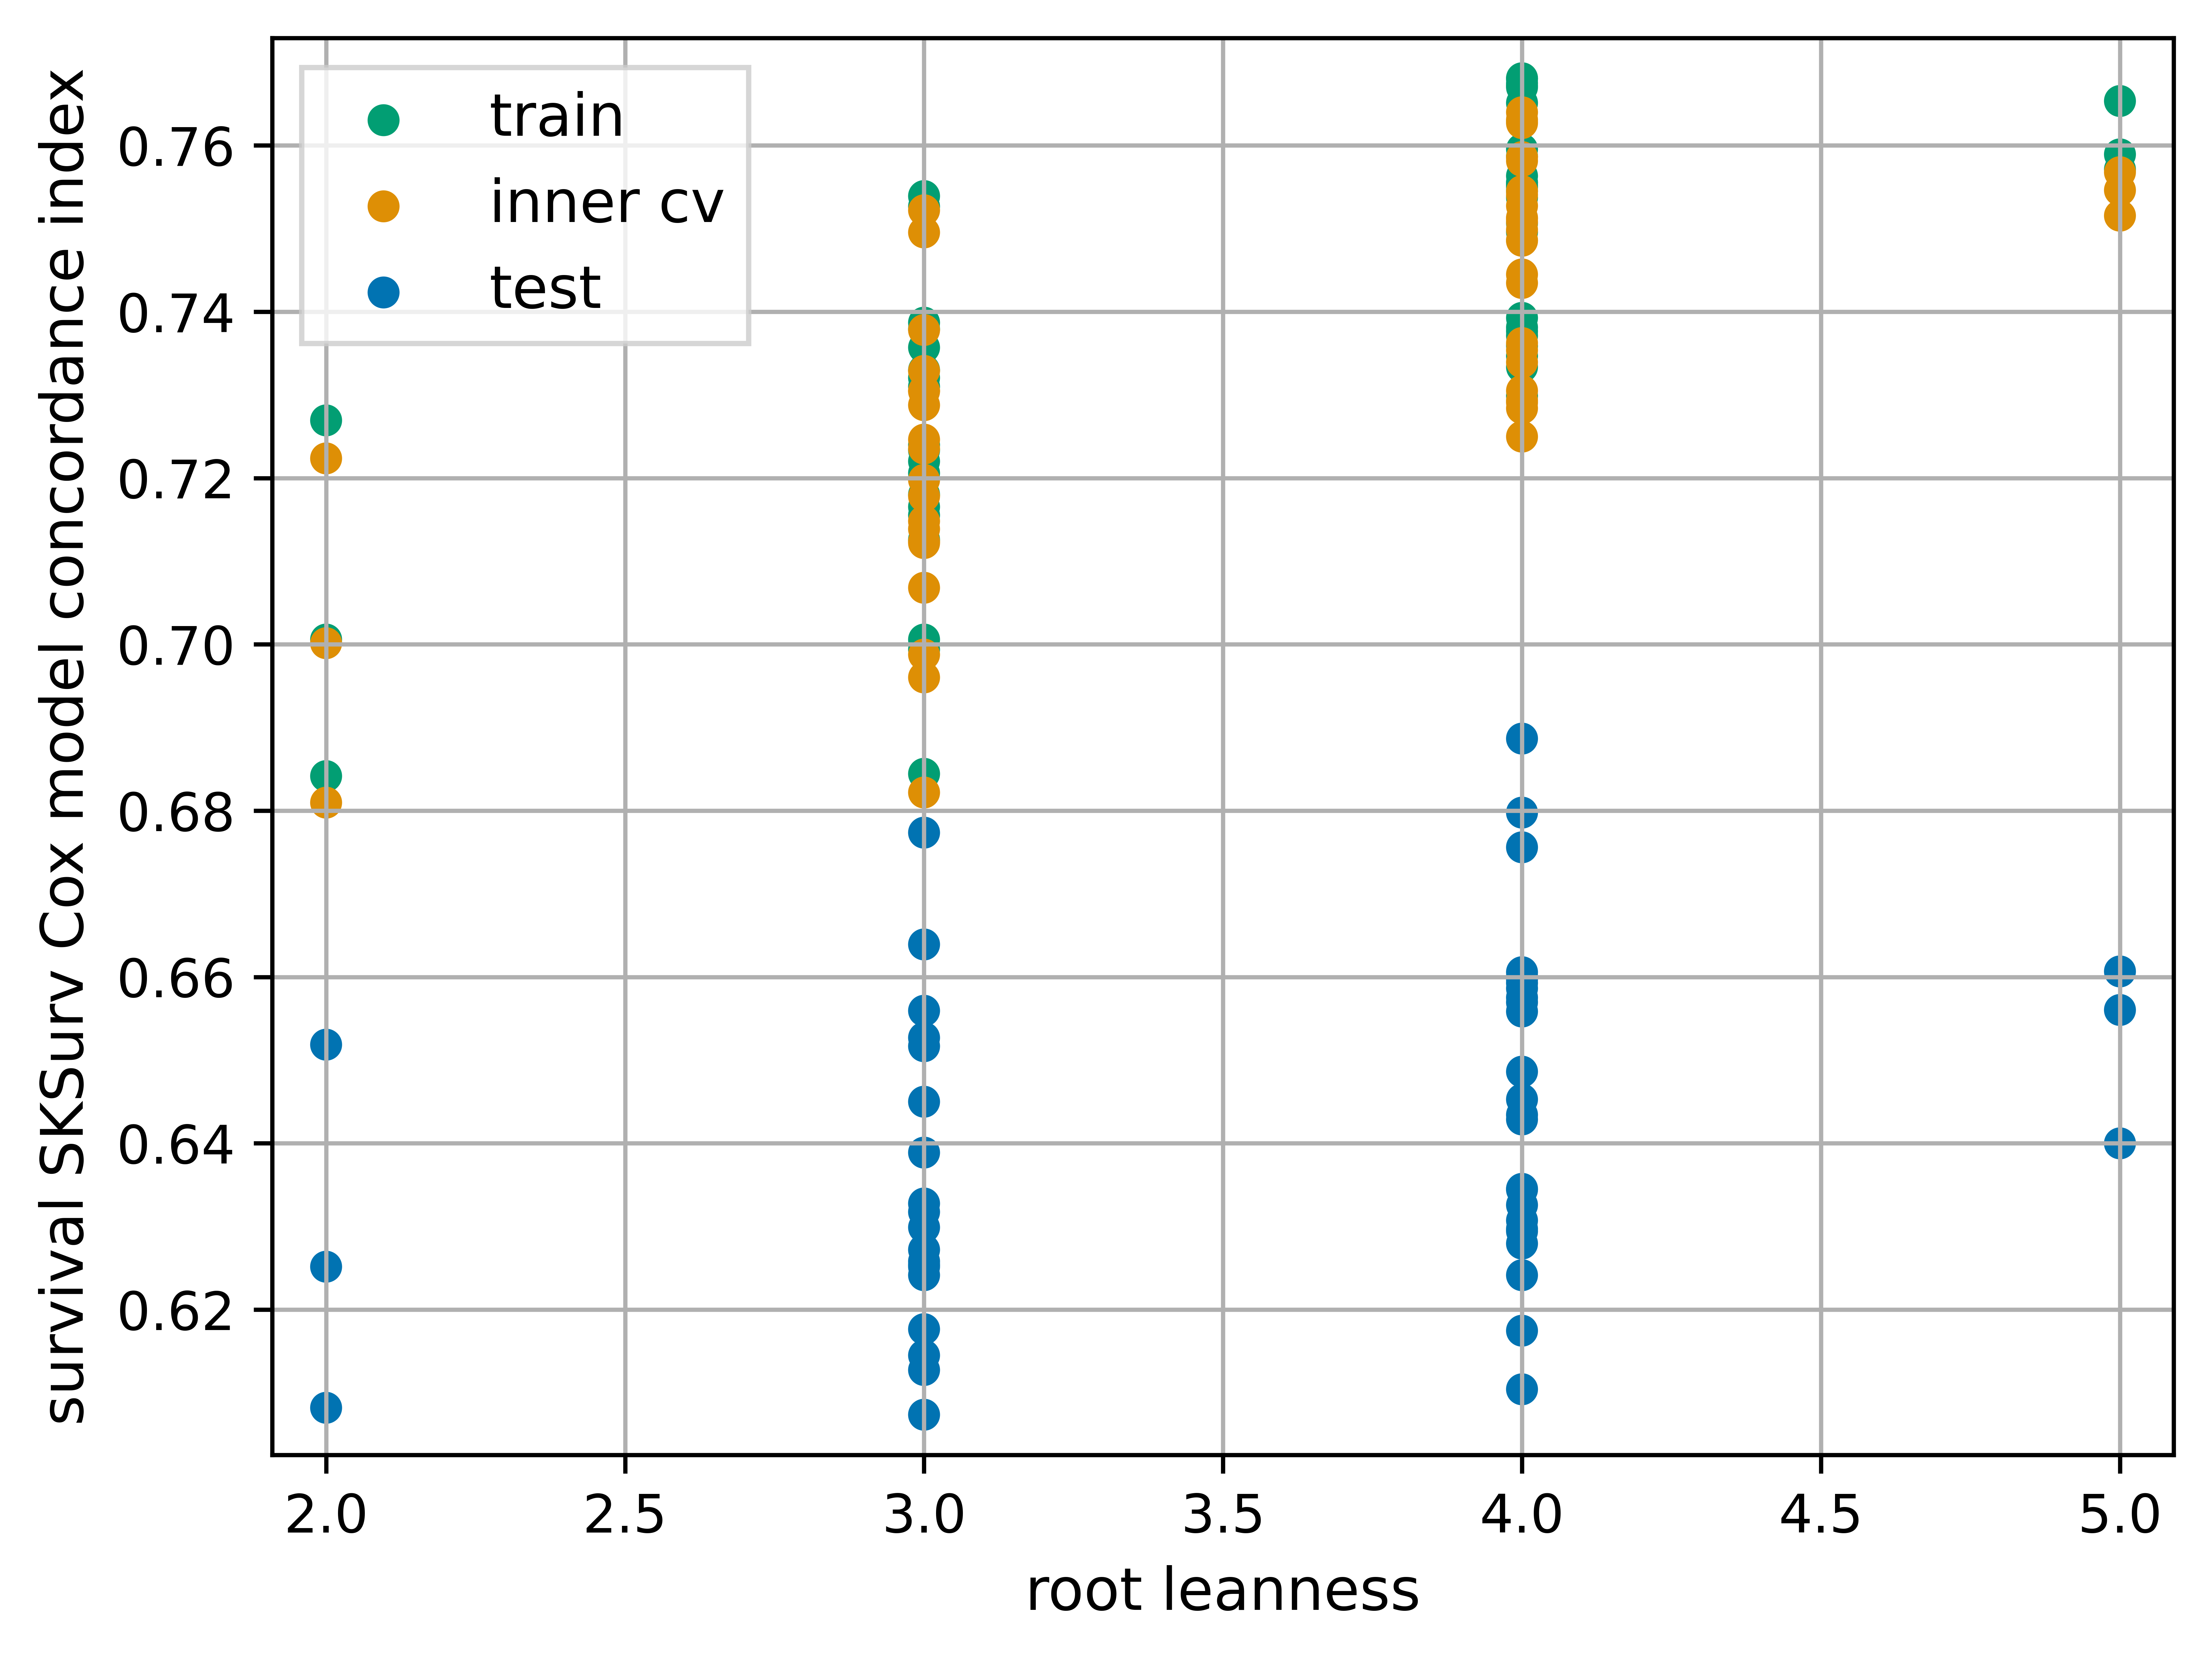 train
inner cv
test
0.76
0.74
0.72
0.70
0.68
0.66
0.64
0.62
survival SKSurv Cox model concordance index
2.0 2.5 3.0 3.5 4.0 4.5 5.0
root leanness